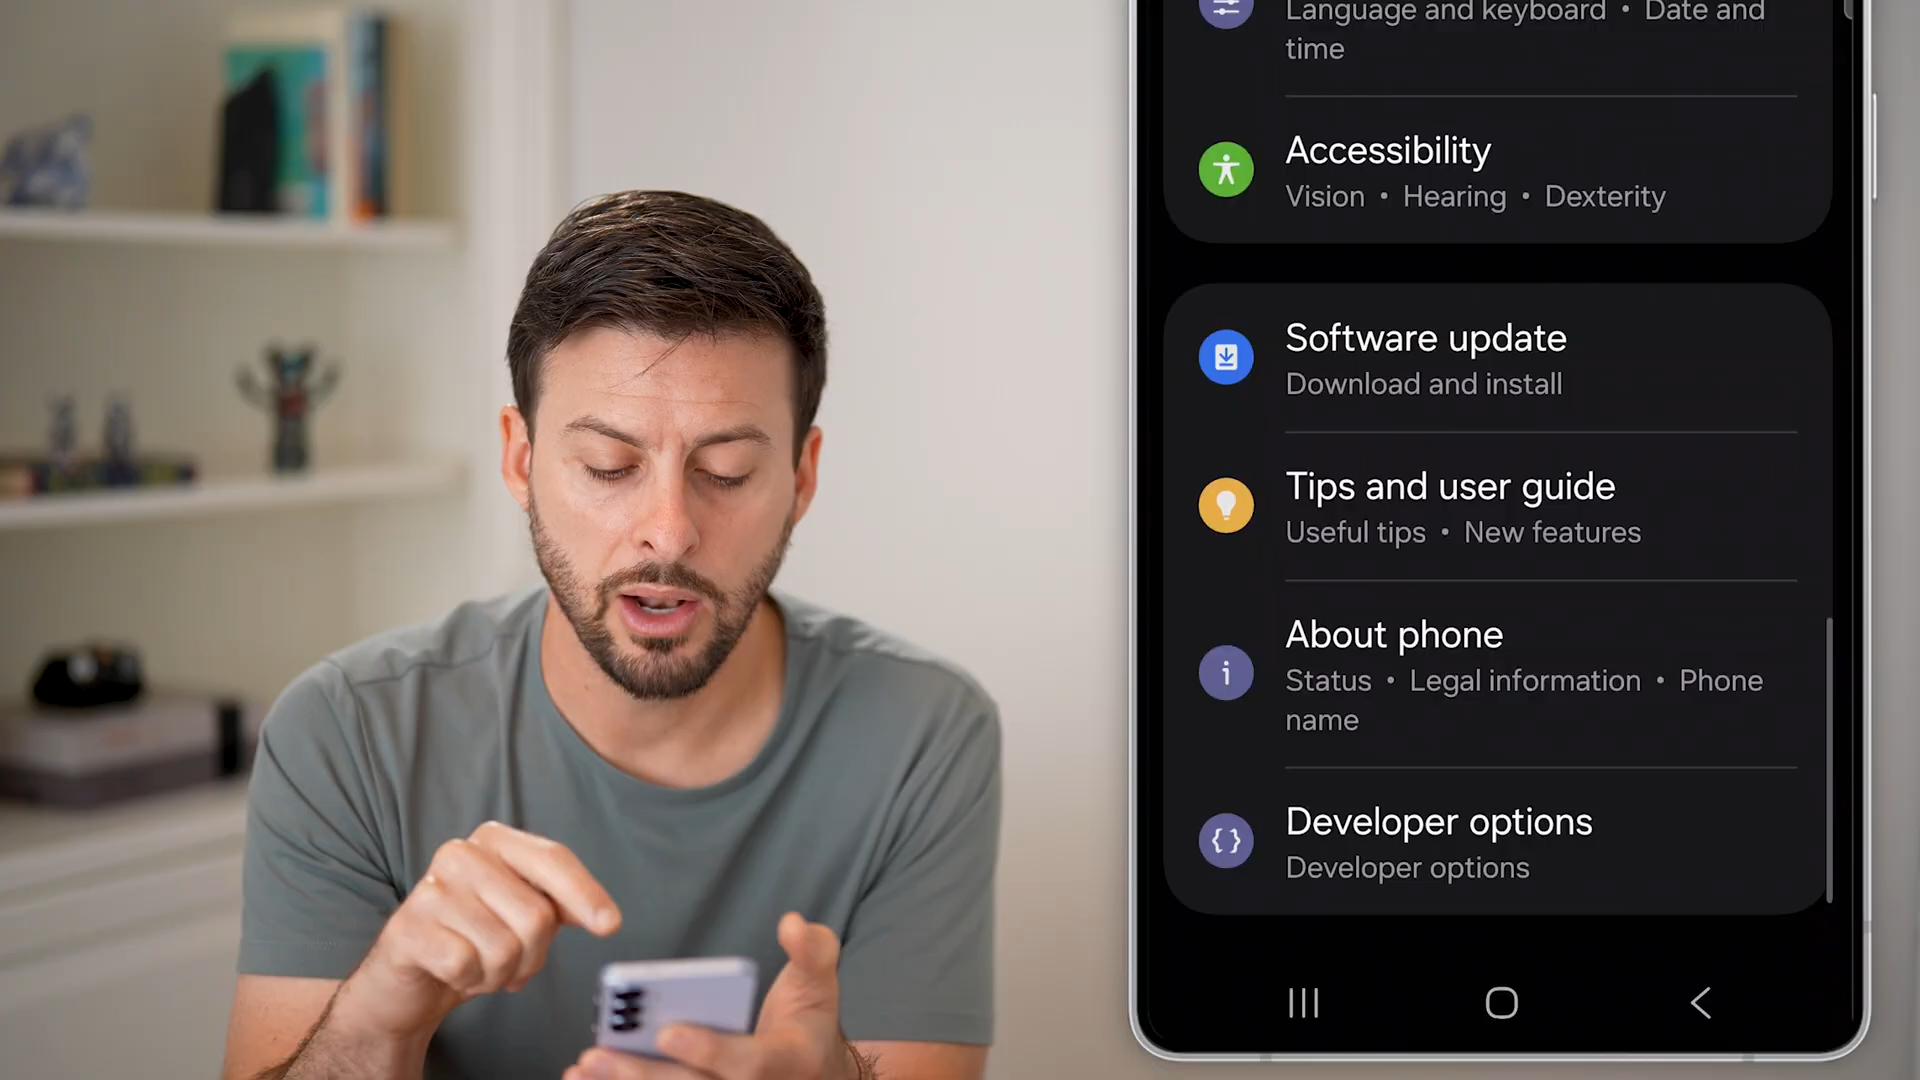 Language and keyboard • Date and
time
Accessibility
Vision • Hearing • Dexterity
Software update
Download and install
Tips and user guide
Useful tips • New features
About phone
Status • Legal information • Phone
name
Developer options
Developer options